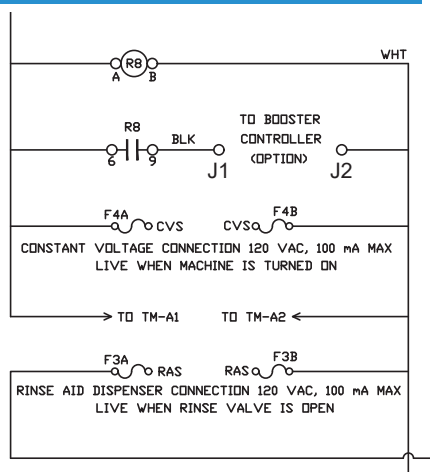 WHT
R8
A B
R8
6 9
BLK
J1
TO BOOSTER
CONTROLLER
(OPTION)
J2
F4A CVS
CVS F4B
CONSTANT VOLTAGE CONNECTION 120 VAC, 100 mA MAX
LIVE WHEN MACHINE IS TURNED ON
TO TM-A1 TO TM-A2
F3A RAS
RAS F3B
RINSE AID DISPENSER CONNECTION 120 VAC, 100 mA MAX
LIVE WHEN RINSE VALVE IS OPEN